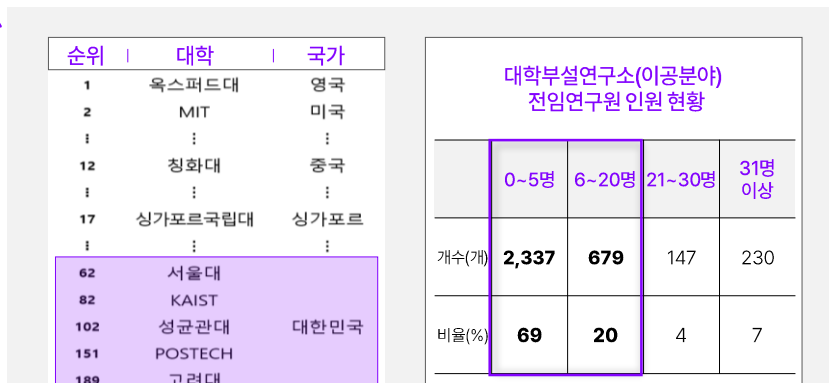 순위 | 대학 | 국가
1 옥스퍼드대 영국
2 MIT 미국
⋮ ⋮ ⋮
12 칭화대 중국
⋮ ⋮ ⋮
17 싱가포르국립대 싱가포르
⋮ ⋮ ⋮
62 서울대
82 KAIST
102 성균관대 대한민국
151 POSTECH
189 고려대
대학부설연구소(이공분야)
전임연구원 인원 현황
0~5명 6~20명 21~30명 31명 이상
개수(개) 2,337 679 147 230
비율(%) 69 20 4 7